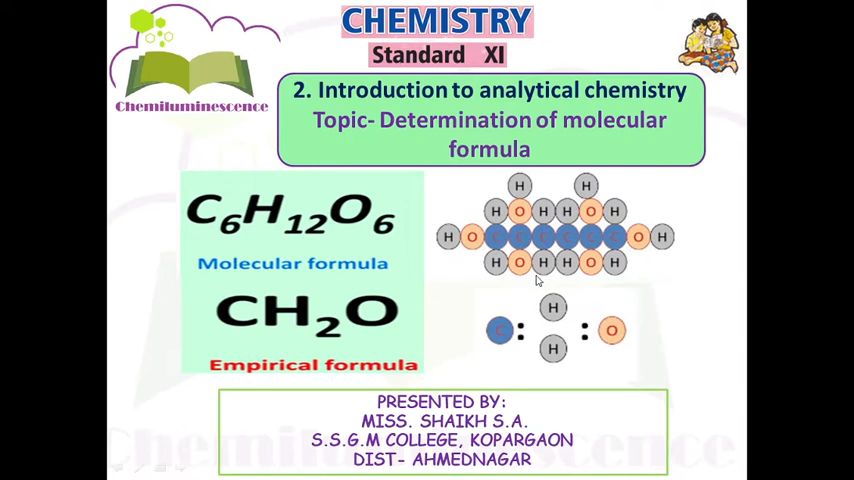 CHEMISTRY
Standard XI
Chemiluminescence
2. Introduction to analytical chemistry
Topic- Determination of molecular
formula
C6H12O6
Molecular formula
CH2O
Empirical formula
H H
H O H H O H
H O C C C C C C O H
H O H H O H
H
C : : O
H
PRESENTED BY:
MISS. SHAIKH S.A.
S.S.G.M COLLEGE, KOPARGAON
DIST- AHMEDNAGAR
Chemiluminescence